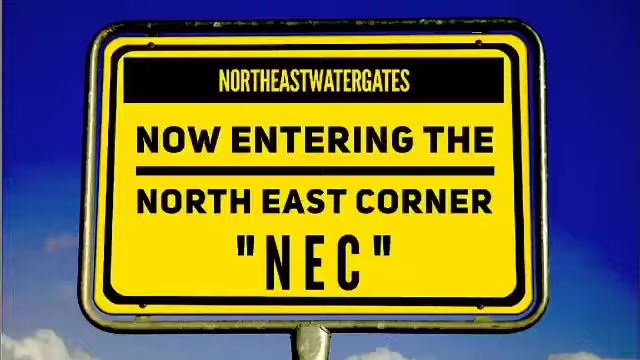 NORTHEASTWATERGATES
NOW ENTERING THE
NORTH EAST CORNER
"NEC"